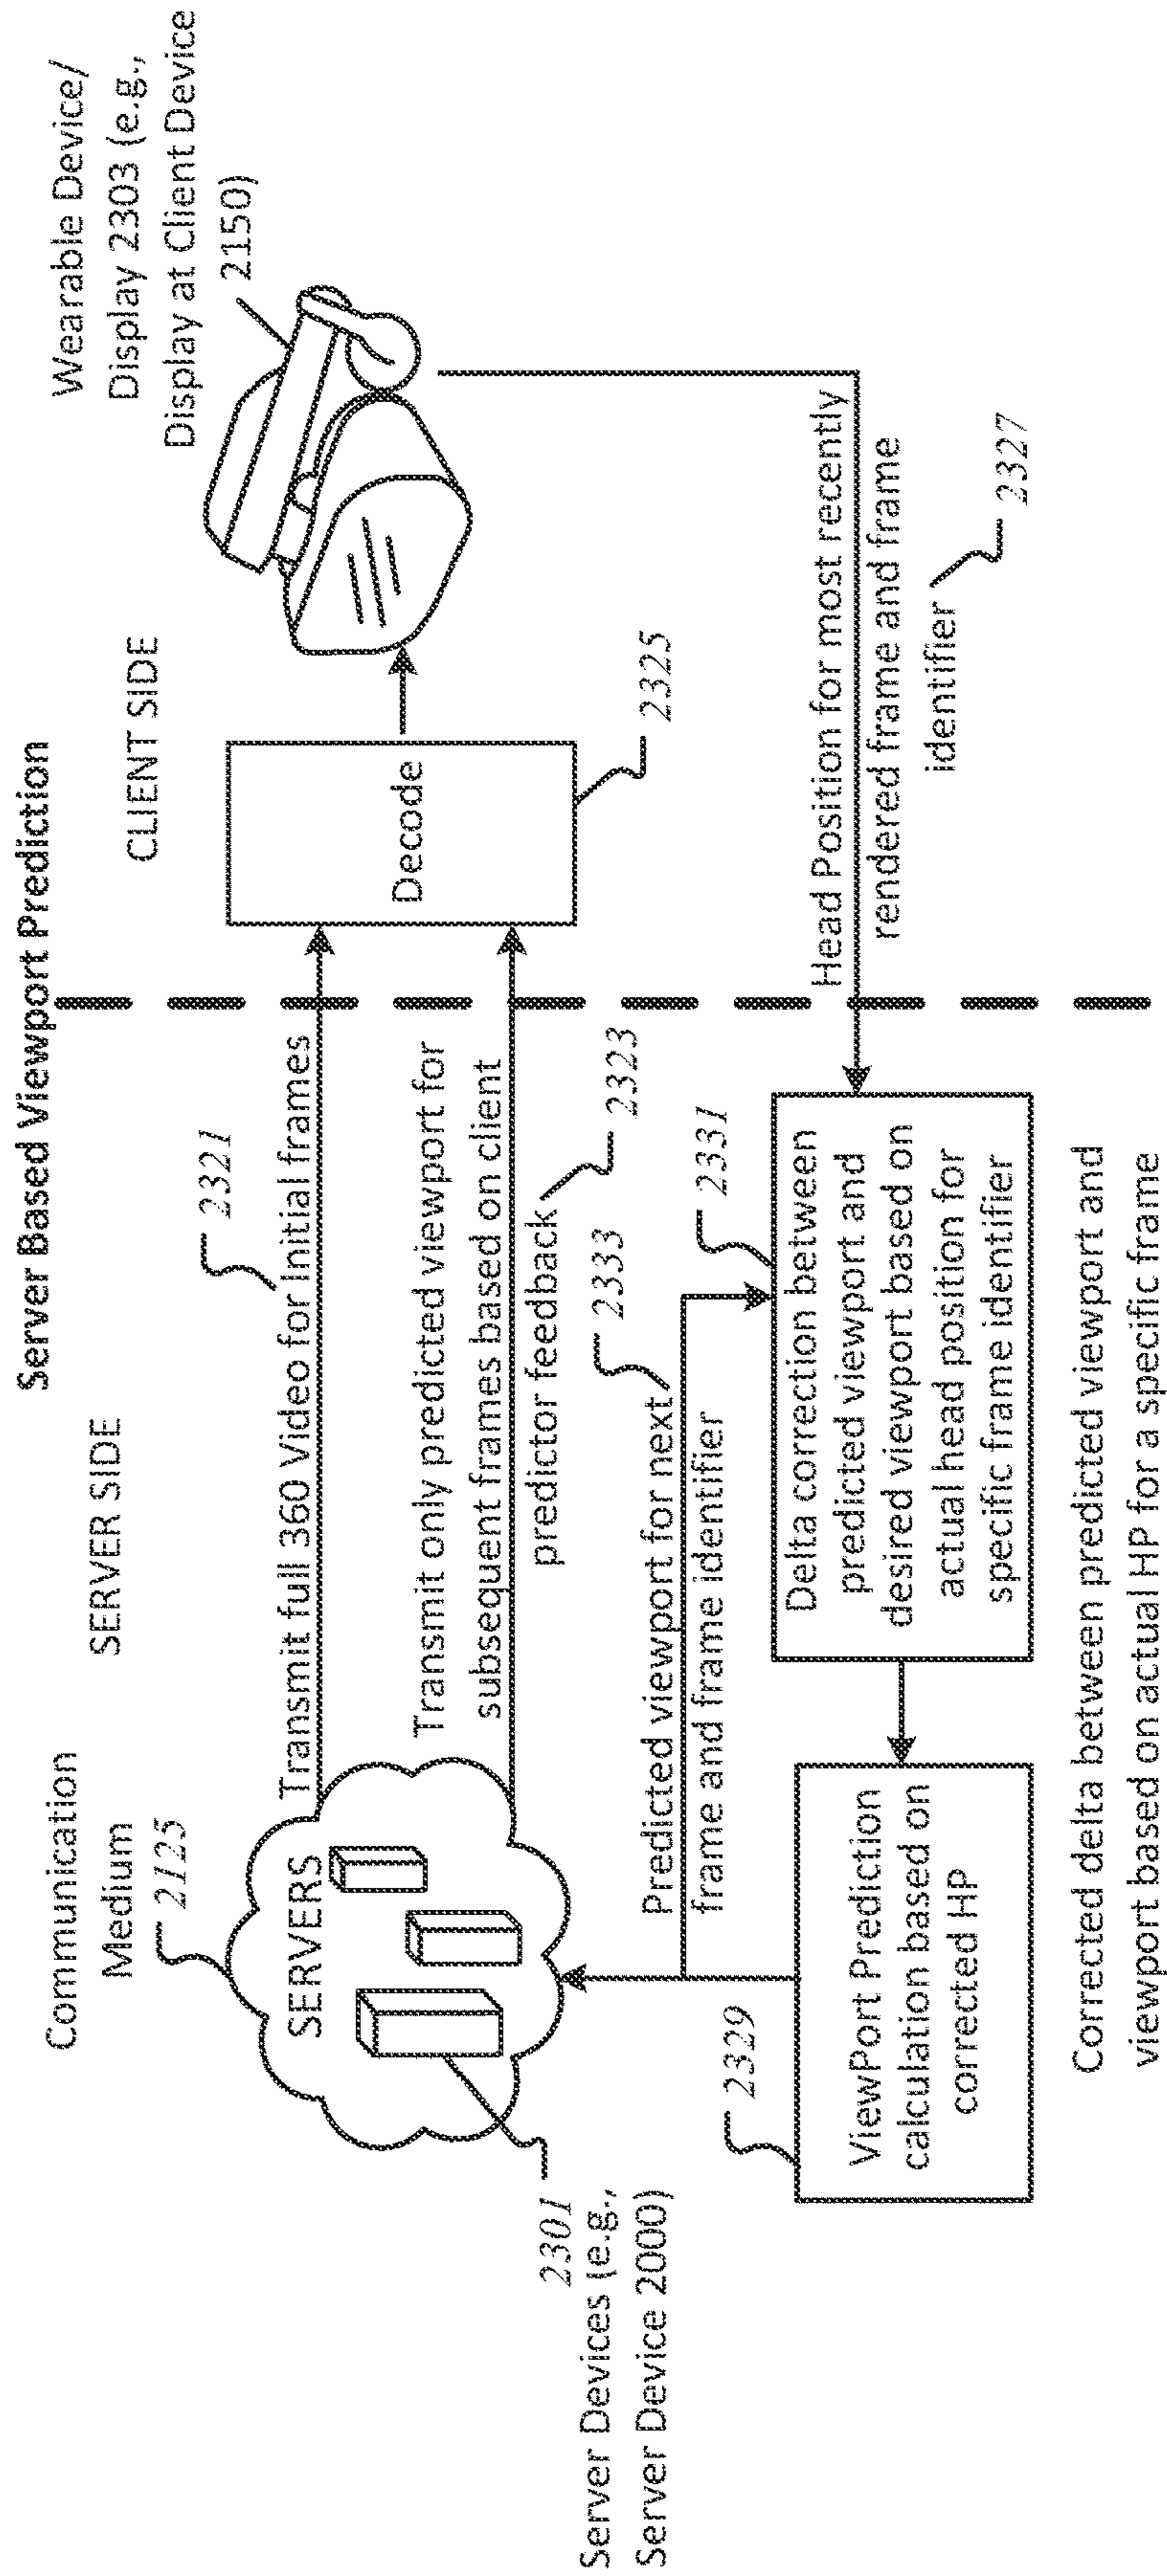 Server Based Viewport Prediction
SERVER SIDE
CLIENT SIDE
Communication
Medium
2125
SERVERS
2301
Server Devices (e.g.,
Server Device 2000)
2321
Transmit full 360 Video for Initial frames
Transmit only predicted viewport for
subsequent frames based on client
predictor feedback
2323
Decode
2325
Wearable Device/
Display 2303 (e.g.,
Display at Client Device
2150)
Head Position for most recently
rendered frame and frame
identifier
2327
2333
Predicted viewport for next
frame and frame identifier
2331
Delta correction between
predicted viewport and
desired viewport based on
actual head position for
specific frame identifier
2329
ViewPort Prediction
calculation based on
corrected HP
Corrected delta between predicted viewport and
viewport based on actual HP for a specific frame